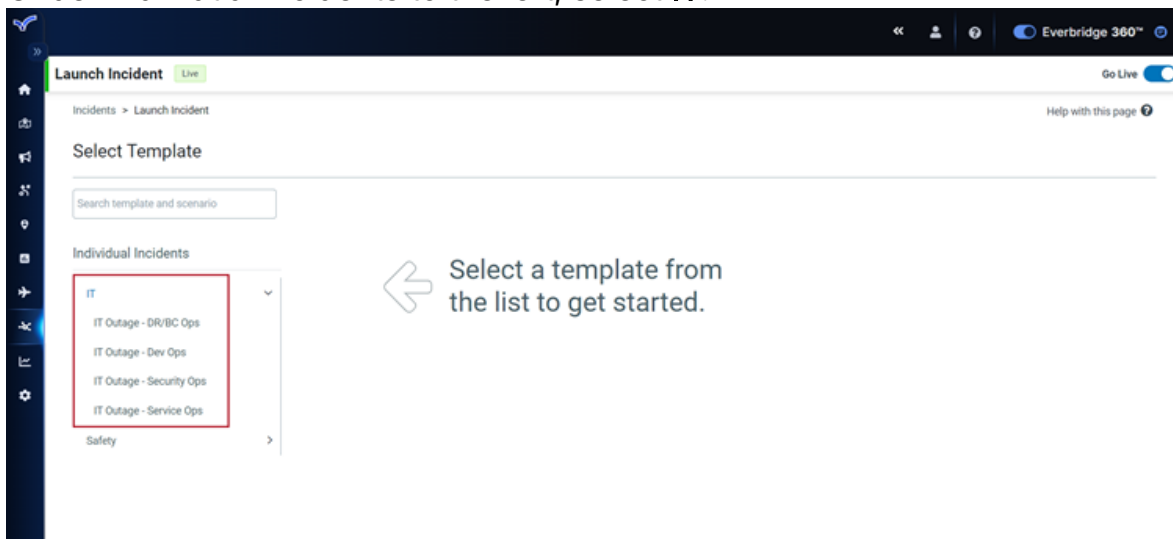 «
Everbridge 360™
»
Launch Incident Live
Go Live
Incidents > Launch Incident
Help with this page
Select Template
Search template and scenario
Individual Incidents
IT
IT Outage - DR/BC Ops
IT Outage - Dev Ops
IT Outage - Security Ops
IT Outage - Service Ops
Safety
Select a template from
the list to get started.